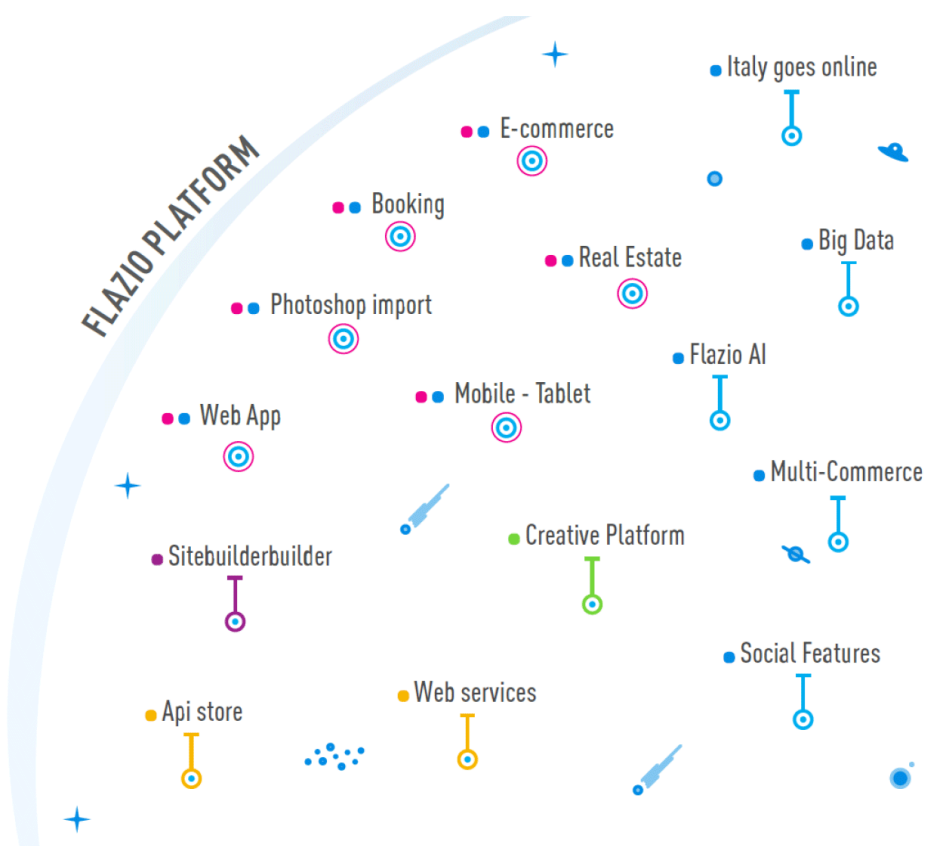 Italy goes online
E-commerce
FLAZIO PLATFORM
Booking
Big Data
Real Estate
Photoshop import
Flazio AI
Mobile - Tablet
Web App
Multi-Commerce
Creative Platform
Sitebuilderbuilder
Social Features
Web services
Api store